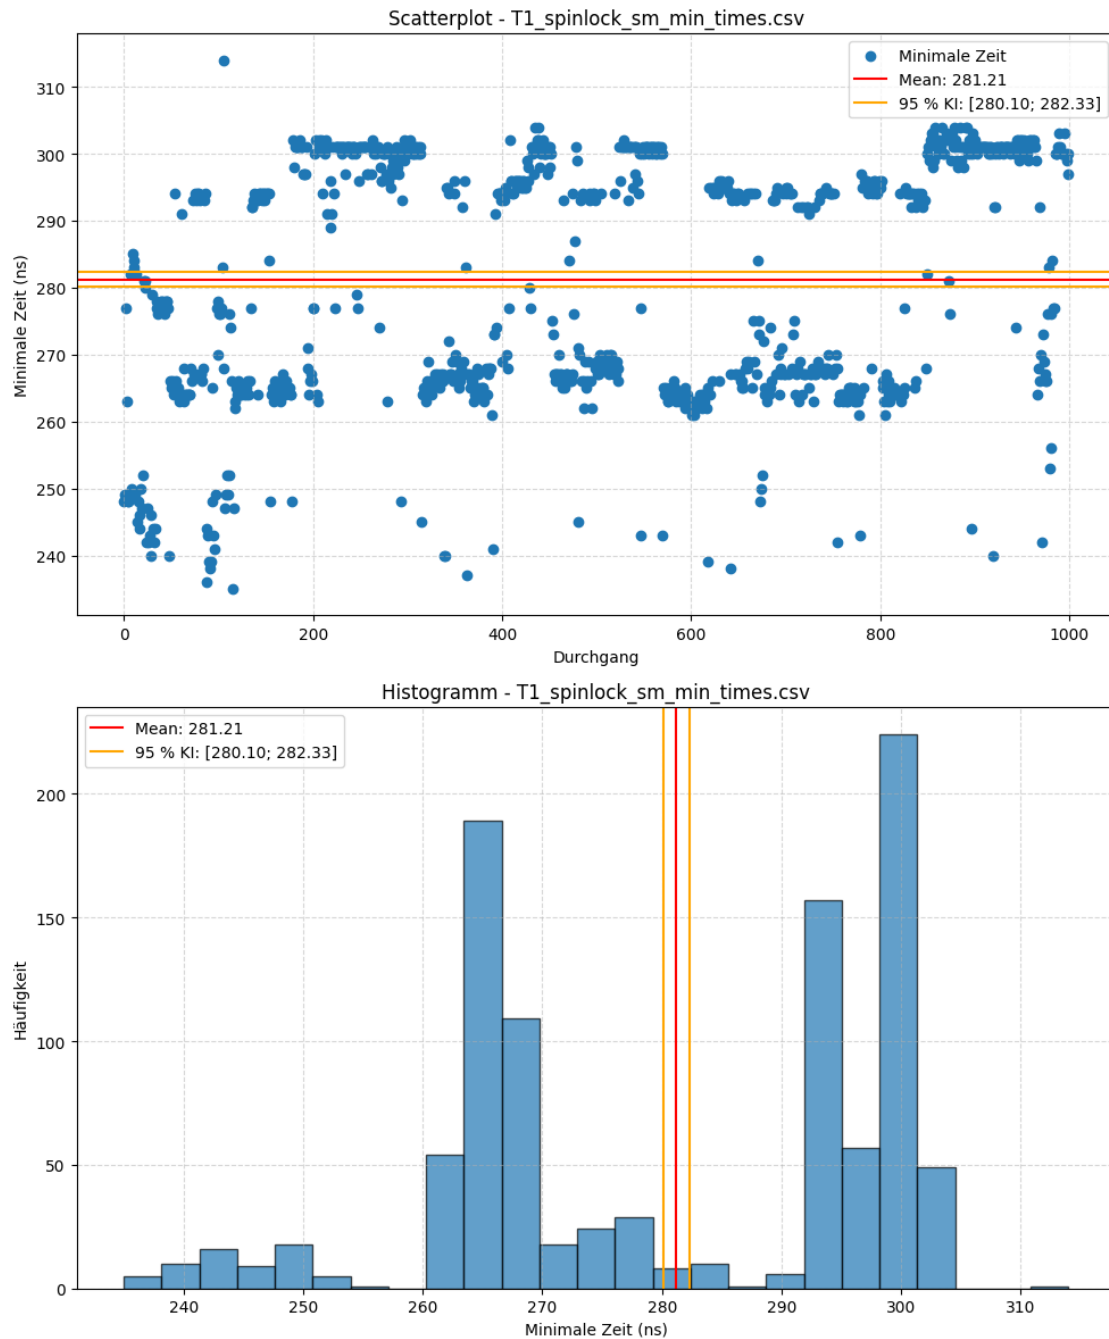 Scatterplot - T1_spinlock_sm_min_times.csv
Minimale Zeit
Mean: 281.21
95 % KI: [280.10; 282.33]
310
300
290
280
270
260
250
240
Minimale Zeit (ns)
0 200 400 600 800 1000
Durchgang
Histogramm - T1_spinlock_sm_min_times.csv
Mean: 281.21
95 % KI: [280.10; 282.33]
200
150
100
50
0
Häufigkeit
240 250 260 270 280 290 300 310
Minimale Zeit (ns)